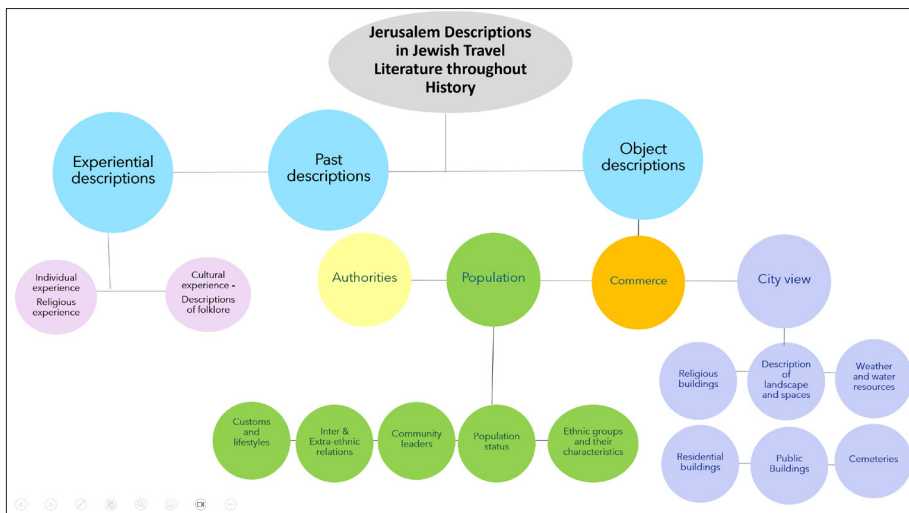 Jerusalem Descriptions
in Jewish Travel
Literature throughout
History
Experiential
descriptions
Past
descriptions
Object
descriptions
Individual
experience
Religious
experience
Cultural
experience -
Descriptions
of folklore
Authorities
Population
Commerce
City view
Religious
buildings
Description
of
landscape
and spaces
Weather
and water
resources
Customs
and
lifestyles
Inter &
Extra-ethnic
relations
Community
leaders
Population
status
Ethnic groups
and their
characteristics
Residential
buildings
Public
Buildings
Cemeteries